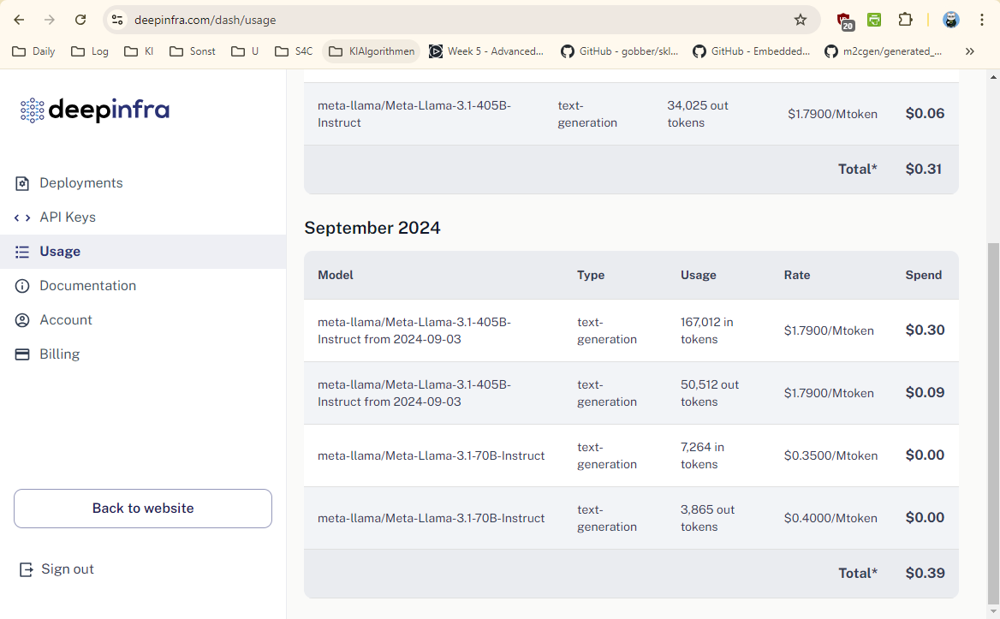 deepinfra.com/dash/usage
20
Daily
Log
KI
Sonst
U
S4C
KIAlgorithmen
Week 5 - Advanced...
GitHub - gobber/skl...
GitHub - Embedded...
m2cgen/generated_...
deepinfra
Deployments
API Keys
Usage
Documentation
Account
Billing
Back to website
Sign out
meta-llama/Meta-Llama-3.1-405B-
Instruct
text-
generation
34,025 out
tokens
$1.7900/Mtoken
$0.06
Total*
$0.31
September 2024
Model
Type
Usage
Rate
Spend
meta-llama/Meta-Llama-3.1-405B-
Instruct from 2024-09-03
text-
generation
167,012 in
tokens
$1.7900/Mtoken
$0.30
meta-llama/Meta-Llama-3.1-405B-
Instruct from 2024-09-03
text-
generation
50,512 out
tokens
$1.7900/Mtoken
$0.09
meta-llama/Meta-Llama-3.1-70B-Instruct
text-
generation
7,264 in
tokens
$0.3500/Mtoken
$0.00
meta-llama/Meta-Llama-3.1-70B-Instruct
text-
generation
3,865 out
tokens
$0.4000/Mtoken
$0.00
Total*
$0.39